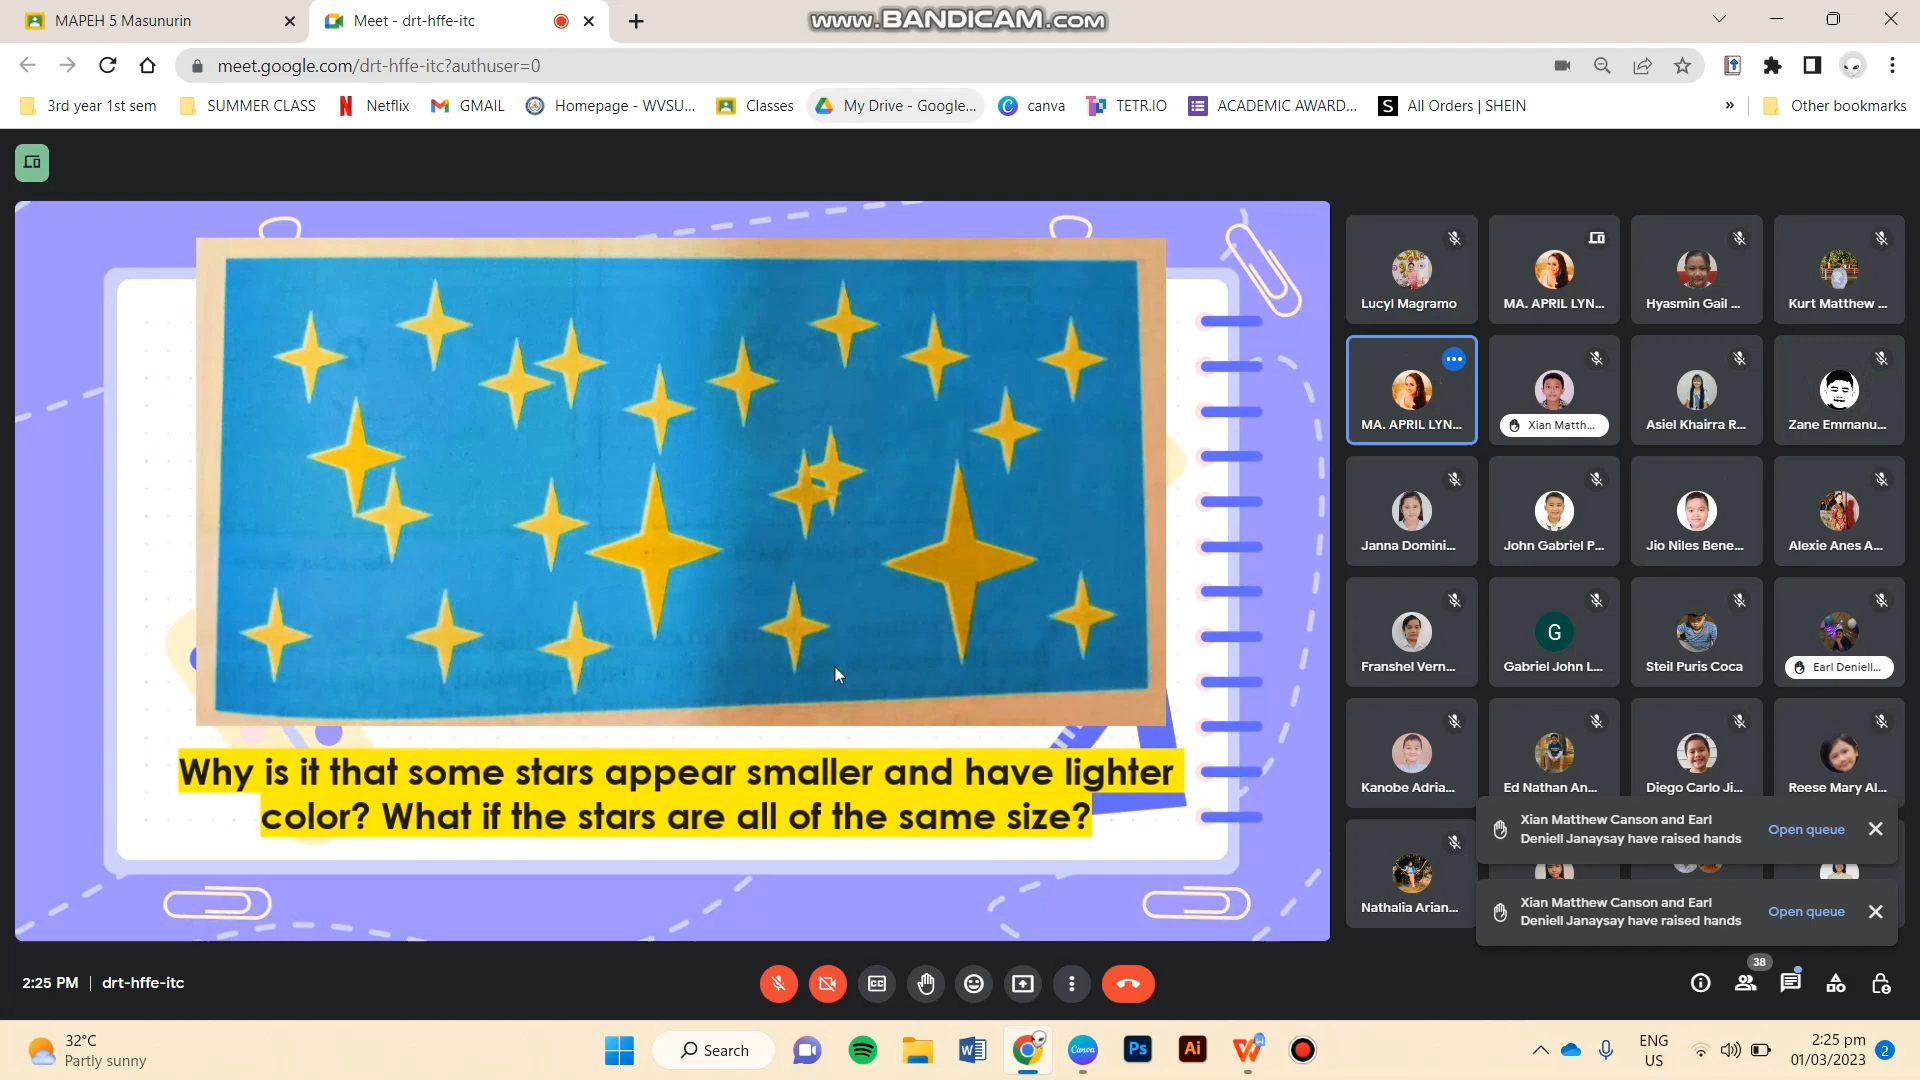 MAPEH 5 Masunurin
Meet - drt-hffe-itc
www.BANDICAM.com
meet.google.com/drt-hffe-itc?authuser=0
3rd year 1st sem
SUMMER CLASS
Netflix
GMAIL
Homepage - WVSU...
Classes
My Drive - Google...
canva
TETR.IO
ACADEMIC AWARD...
All Orders | SHEIN
»
Other bookmarks
Lucyl Magramo
MA. APRIL LYN...
Hyasmin Gail ...
Kurt Matthew ...
MA. APRIL LYN...
Xian Matth...
Asiel Khairra R...
Zane Emmanu...
Janna Domini...
John Gabriel P...
Jio Niles Bene...
Alexie Anes A...
Franshel Vern...
G
Gabriel John L...
Steil Puris Coca
Earl Deniell...
Kanobe Adria...
Ed Nathan An...
Diego Carlo Ji...
Reese Mary Al...
Nathalia Arian...
Xian Matthew Canson and Earl
Deniell Janaysay have raised hands
Open queue
Xian Matthew Canson and Earl
Deniell Janaysay have raised hands
Open queue
Why is it that some stars appear smaller and have lighter
color? What if the stars are all of the same size?
2:25 PM | drt-hffe-itc
38
32°C
Partly sunny
Search
Canva
Ps
Ai
ENG
US
2:25 pm
01/03/2023
2